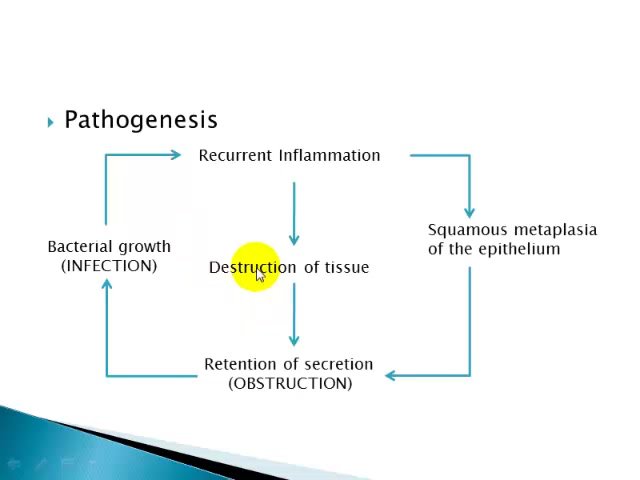 Pathogenesis
Recurrent Inflammation
Squamous metaplasia
of the epithelium
Bacterial growth
(INFECTION)
Destruction of tissue
Retention of secretion
(OBSTRUCTION)